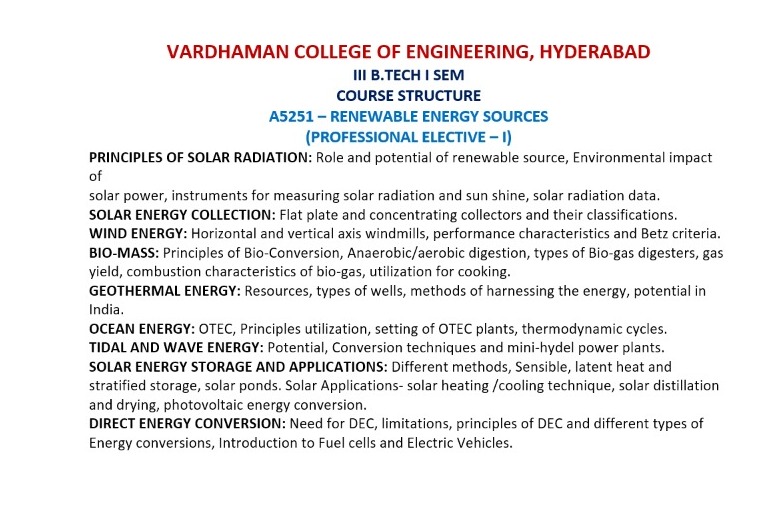 VARDHAMAN COLLEGE OF ENGINEERING, HYDERABAD
III B.TECH I SEM
COURSE STRUCTURE
A5251 – RENEWABLE ENERGY SOURCES
(PROFESSIONAL ELECTIVE – I)
PRINCIPLES OF SOLAR RADIATION: Role and potential of renewable source, Environmental impact
of
solar power, instruments for measuring solar radiation and sun shine, solar radiation data.
SOLAR ENERGY COLLECTION: Flat plate and concentrating collectors and their classifications.
WIND ENERGY: Horizontal and vertical axis windmills, performance characteristics and Betz criteria.
BIO-MASS: Principles of Bio-Conversion, Anaerobic/aerobic digestion, types of Bio-gas digesters, gas
yield, combustion characteristics of bio-gas, utilization for cooking.
GEOTHERMAL ENERGY: Resources, types of wells, methods of harnessing the energy, potential in
India.
OCEAN ENERGY: OTEC, Principles utilization, setting of OTEC plants, thermodynamic cycles.
TIDAL AND WAVE ENERGY: Potential, Conversion techniques and mini-hydel power plants.
SOLAR ENERGY STORAGE AND APPLICATIONS: Different methods, Sensible, latent heat and
stratified storage, solar ponds. Solar Applications- solar heating /cooling technique, solar distillation
and drying, photovoltaic energy conversion.
DIRECT ENERGY CONVERSION: Need for DEC, limitations, principles of DEC and different types of
Energy conversions, Introduction to Fuel cells and Electric Vehicles.